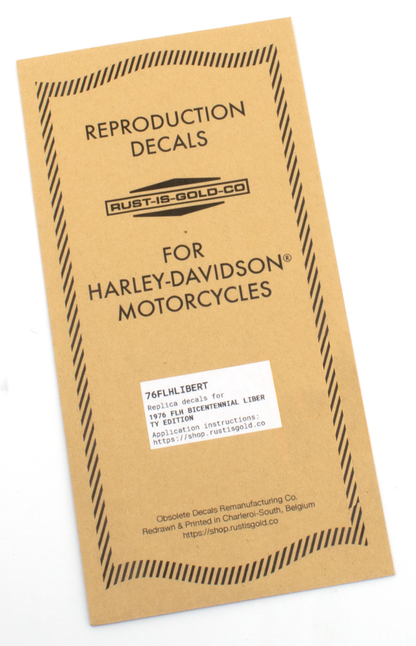 REPRODUCTION
DECALS
RUST-IS-GOLD-CO
FOR
HARLEY-DAVIDSON®
MOTORCYCLES
76FLHLIBERT
Replica decals for
1976 FLH BICENTENNIAL LIBER
TY EDITION
Application instructions:
https://shop.rustisgold.co
Obsolete Decals Remanufacturing Co.
Redrawn & Printed in Charleroi-South, Belgium
https://shop.rustisgold.co